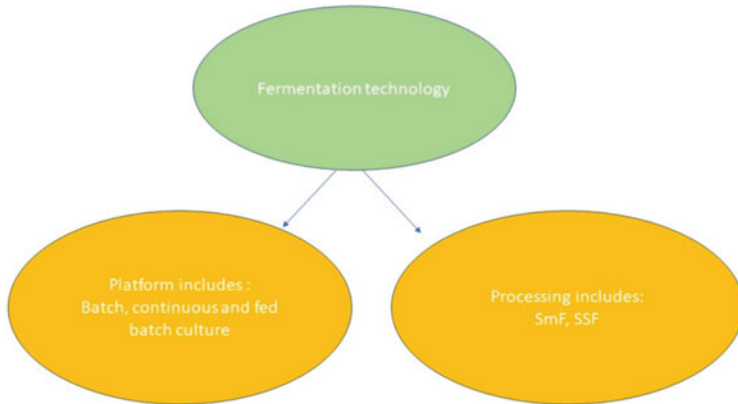 Fermentation technology
Platform includes :
Batch, continuous and fed
batch culture
Processing includes:
SmF, SSF